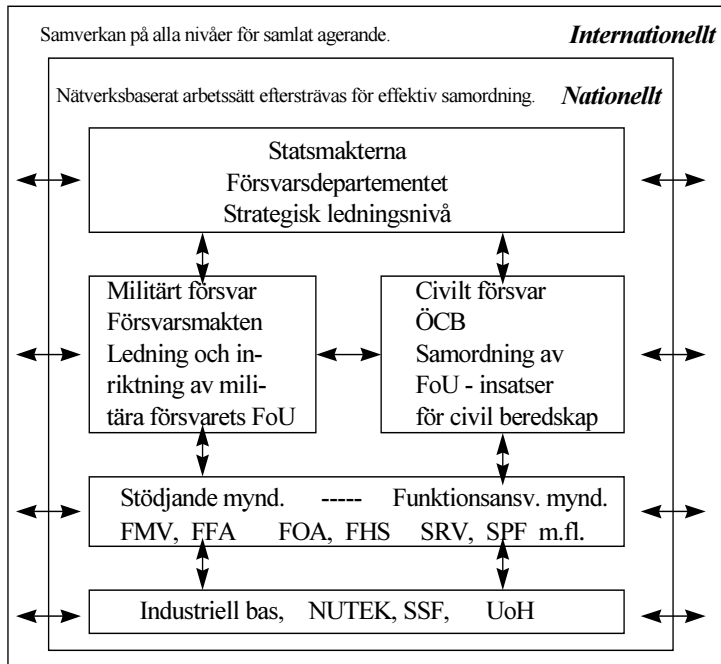 Samverkan på alla nivåer för samlat agerande. Internationellt
Nätverksbaserat arbetssätt eftersträvas för effektiv samordning. Nationellt
Statsmakterna
Försvarsdepartementet
Strategisk ledningsnivå
Militärt försvar
Försvarsmakten
Ledning och in-
riktning av mili-
tära försvarets FoU
Civilt försvar
ÖCB
Samordning av
FoU - insatser
för civil beredskap
Stödjande mynd. ----- Funktionsansv. mynd.
FMV, FFA FOA, FHS SRV, SPF m.fl.
Industriell bas, NUTEK, SSF, UoH